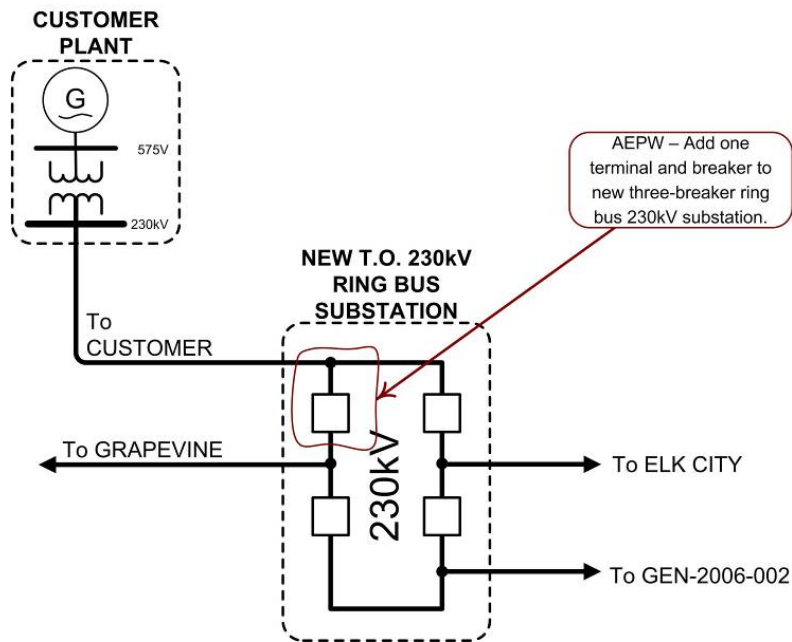 CUSTOMER
PLANT
G
575V
230kV
AEPW – Add one
terminal and breaker to
new three-breaker ring
bus 230kV substation.
NEW T.O. 230kV
RING BUS
SUBSTATION
To
CUSTOMER
To GRAPEVINE
230kV
To ELK CITY
To GEN-2006-002